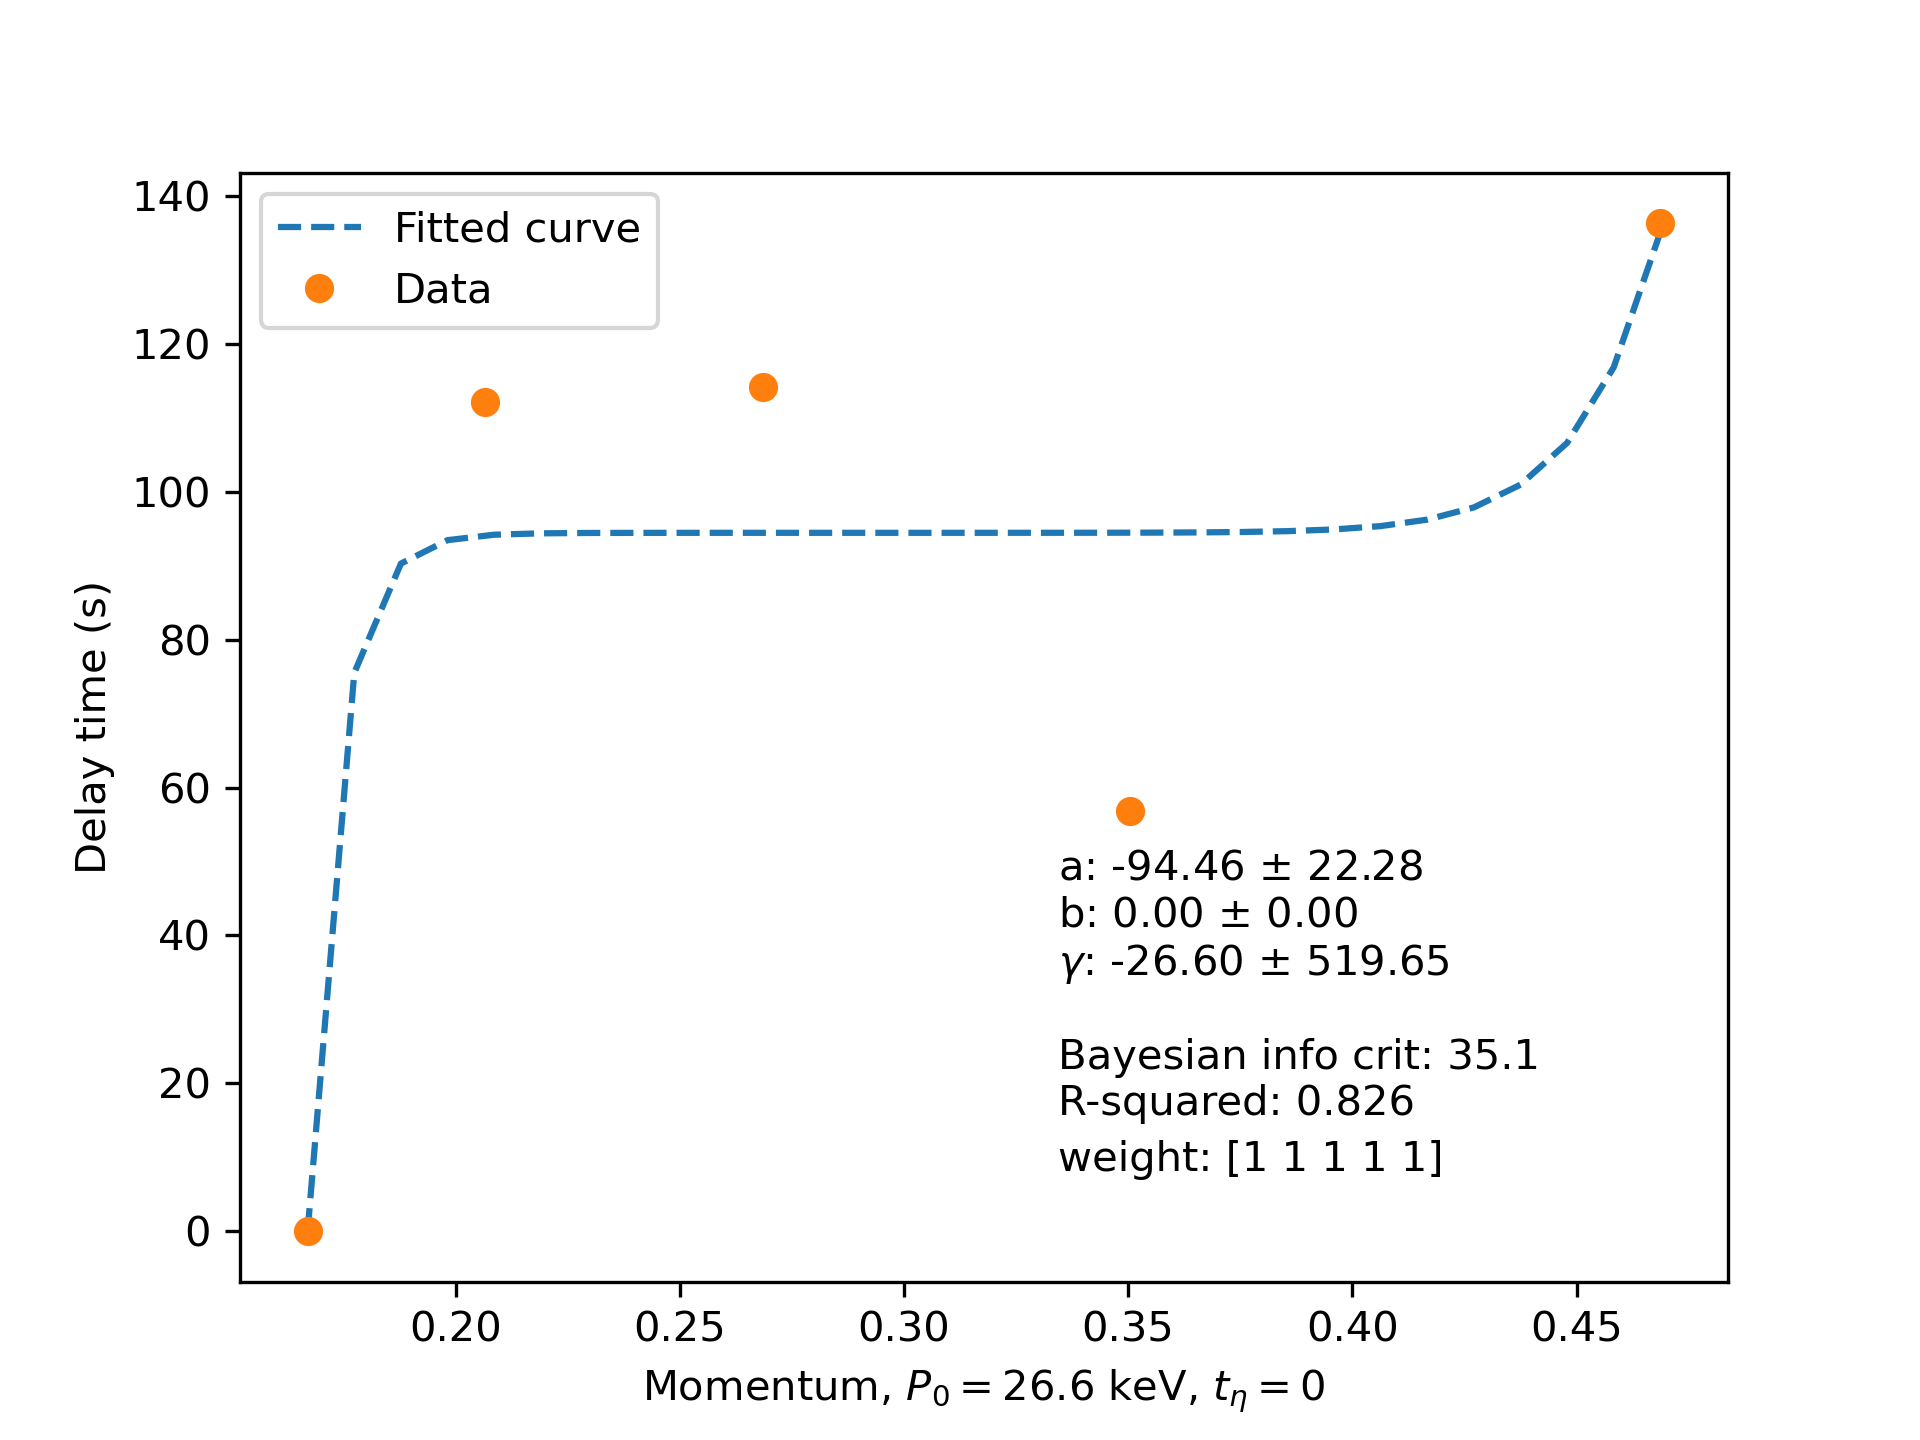 140
120
100
80
60
40
20
0
Delay time (s)
Fitted curve
Data
a: -94.46 ± 22.28
b: 0.00 ± 0.00
γ: -26.60 ± 519.65
Bayesian info crit: 35.1
R-squared: 0.826
weight: [1 1 1 1 1]
0.20 0.25 0.30 0.35 0.40 0.45
Momentum, P₀ = 26.6 keV, t_η = 0